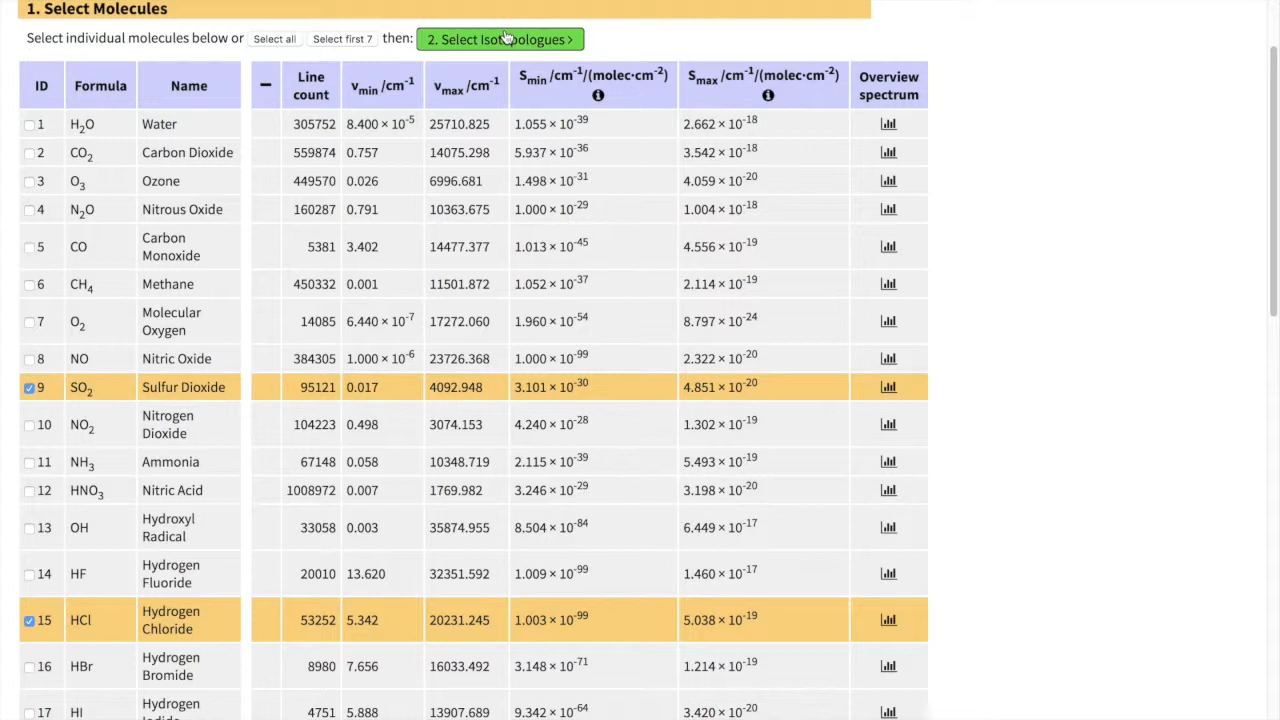 1. Select Molecules
Select individual molecules below or Select all Select first 7 then: 2. Select Isotopologues >
ID Formula Name − Line count νmin /cm-1 νmax /cm-1 Smin /cm-1/(molec·cm-2) Smax /cm-1/(molec·cm-2) Overview spectrum
1 H2O Water 305752 8.400 × 10-5 25710.825 1.055 × 10-39 2.662 × 10-18
2 CO2 Carbon Dioxide 559874 0.757 14075.298 5.937 × 10-36 3.542 × 10-18
3 O3 Ozone 449570 0.026 6996.681 1.498 × 10-31 4.059 × 10-20
4 N2O Nitrous Oxide 160287 0.791 10363.675 1.000 × 10-29 1.004 × 10-18
5 CO Carbon Monoxide 5381 3.402 14477.377 1.013 × 10-45 4.556 × 10-19
6 CH4 Methane 450332 0.001 11501.872 1.052 × 10-37 2.114 × 10-19
7 O2 Molecular Oxygen 14085 6.440 × 10-7 17272.060 1.960 × 10-54 8.797 × 10-24
8 NO Nitric Oxide 384305 1.000 × 10-6 23726.368 1.000 × 10-99 2.322 × 10-20
9 SO2 Sulfur Dioxide 95121 0.017 4092.948 3.101 × 10-30 4.851 × 10-20
10 NO2 Nitrogen Dioxide 104223 0.498 3074.153 4.240 × 10-28 1.302 × 10-19
11 NH3 Ammonia 67148 0.058 10348.719 2.115 × 10-39 5.493 × 10-19
12 HNO3 Nitric Acid 1008972 0.007 1769.982 3.246 × 10-29 3.198 × 10-20
13 OH Hydroxyl Radical 33058 0.003 35874.955 8.504 × 10-84 6.449 × 10-17
14 HF Hydrogen Fluoride 20010 13.620 32351.592 1.009 × 10-99 1.460 × 10-17
15 HCl Hydrogen Chloride 53252 5.342 20231.245 1.003 × 10-99 5.038 × 10-19
16 HBr Hydrogen Bromide 8980 7.656 16033.492 3.148 × 10-71 1.214 × 10-19
17 HI Hydrogen 4751 5.888 13907.689 9.342 × 10-64 3.420 × 10-20